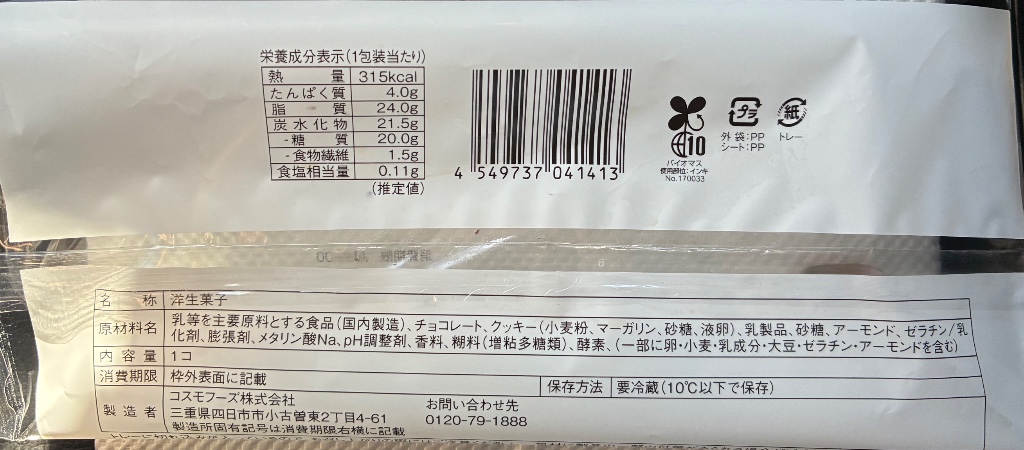 栄養成分表示(1包装当たり)
熱量 315kcal
たんぱく質 4.0g
脂質 24.0g
炭水化物 21.5g
-糖質 20.0g
-食物繊維 1.5g
食塩相当量 0.11g
(推定値)
4 549737 041413
10
バイオマス
使用部位:インキ
No.170033
プラ
外袋:PP
シート:PP
紙
トレー
名称 洋生菓子
原材料名 乳等を主要原料とする食品(国内製造)、チョコレート、クッキー(小麦粉、マーガリン、砂糖、液卵)、乳製品、砂糖、アーモンド、ゼラチン/乳
化剤、膨張剤、メタリン酸Na、pH調整剤、香料、糊料(増粘多糖類)、酵素、(一部に卵・小麦・乳成分・大豆・ゼラチン・アーモンドを含む)
内容量 1コ
消費期限 枠外表面に記載 保存方法 要冷蔵(10℃以下で保存)
製造者 コスモフーズ株式会社
三重県四日市市小古曽東2丁目4-61
製造所固有記号は消費期限右横に記載
お問い合わせ先
0120-79-1888